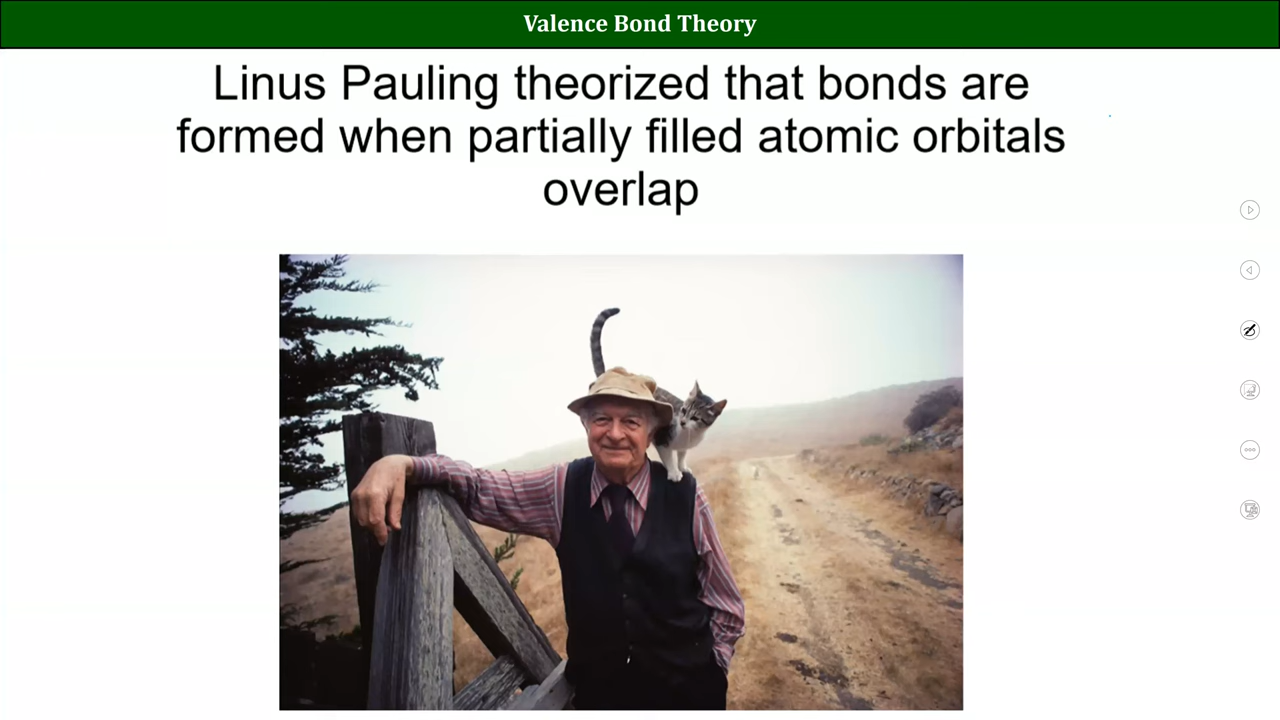 Valence Bond Theory
Linus Pauling theorized that bonds are
formed when partially filled atomic orbitals
overlap